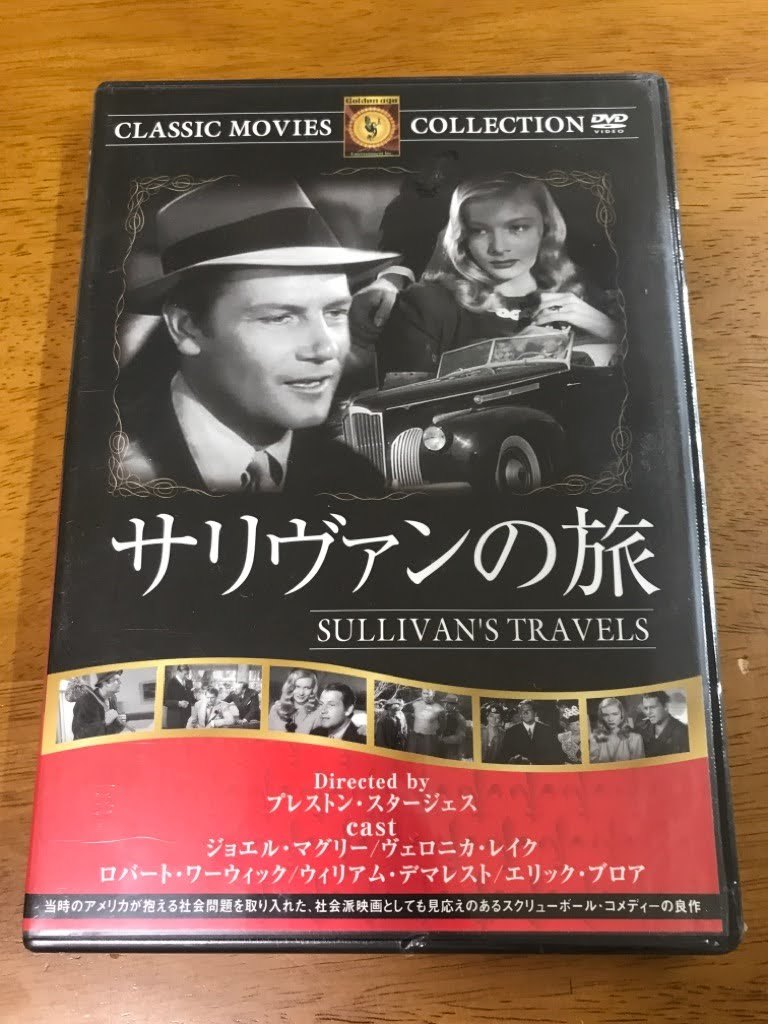 CLASSIC MOVIES
Golden age
COLLECTION
DVD
VIDEO
サリヴァンの旅
SULLIVAN'S TRAVELS
Directed by
プレストン・スタージェス
cast
ジョエル・マグリー/ヴェロニカ・レイク
ロバート・ワーウィック/ウィリアム・デマレスト/エリック・ブロア
当時のアメリカが抱える社会問題を取り入れた、社会派映画としても見応えのあるスクリューボール・コメディーの良作